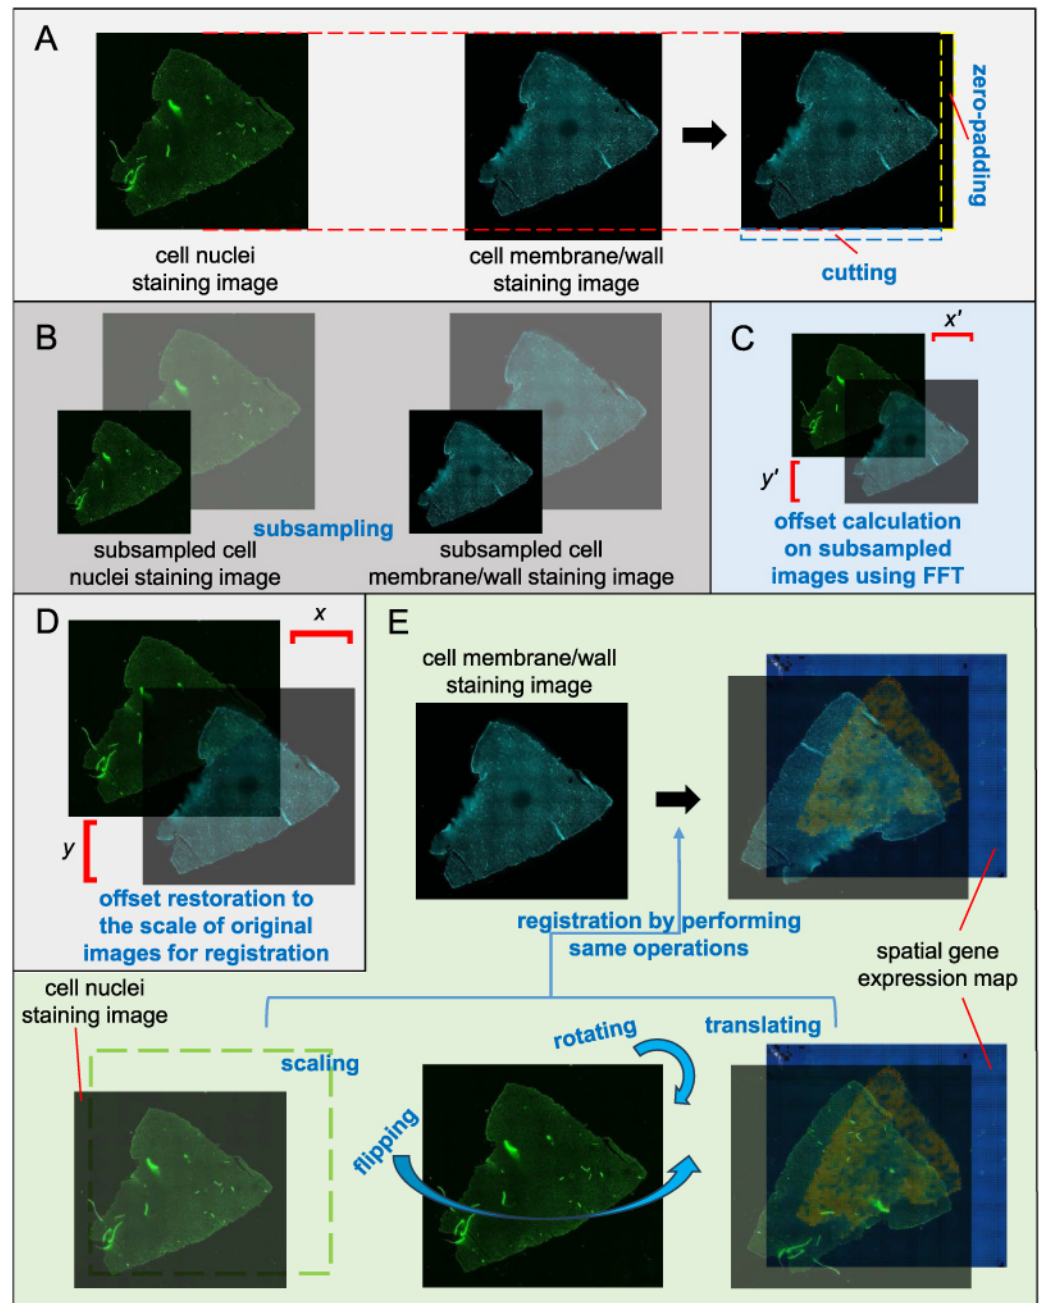 A
zero-padding
cell nuclei
staining image
cell membrane/wall
staining image
cutting
B
subsampling
subsampled cell
nuclei staining image
subsampled cell
membrane/wall staining image
C
x'
y'
offset calculation
on subsampled
images using FFT
D
x
y
offset restoration to
the scale of original
images for registration
E
cell membrane/wall
staining image
registration by performing
same operations
spatial gene
expression map
cell nuclei
staining image
scaling
flipping
rotating
translating